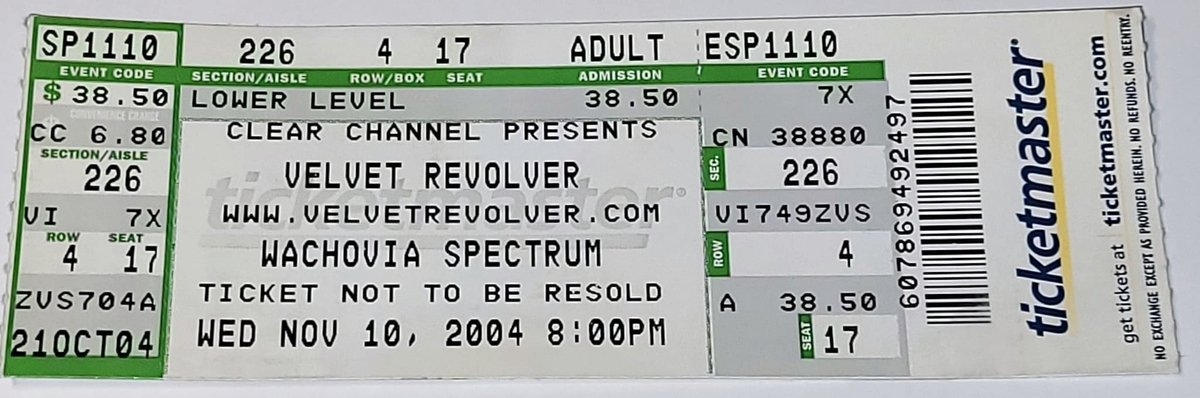 SP1110
EVENT CODE
$ 38.50
CONVENIENCE CHARGE
CC 6.80
SECTION/AISLE
226
VI 7X
ROW SEAT
4 17
ZVS704A
21OCT04
226 4 17 ADULT
SECTION/AISLE ROW/BOX SEAT ADMISSION
LOWER LEVEL 38.50
CLEAR CHANNEL PRESENTS
VELVET REVOLVER
ticketmaster
WWW.VELVETREVOLVER.COM
WACHOVIA SPECTRUM
TICKET NOT TO BE RESOLD
WED NOV 10, 2004 8:00PM
ESP1110
EVENT CODE
7X
CN 38880
SEC. 226
VI749ZVS
ROW 4
A 38.50
SEAT 17
607869492497
ticketmaster
get tickets at ticketmaster.com
NO EXCHANGE EXCEPT AS PROVIDED HEREIN. NO REFUNDS. NO REENTRY.